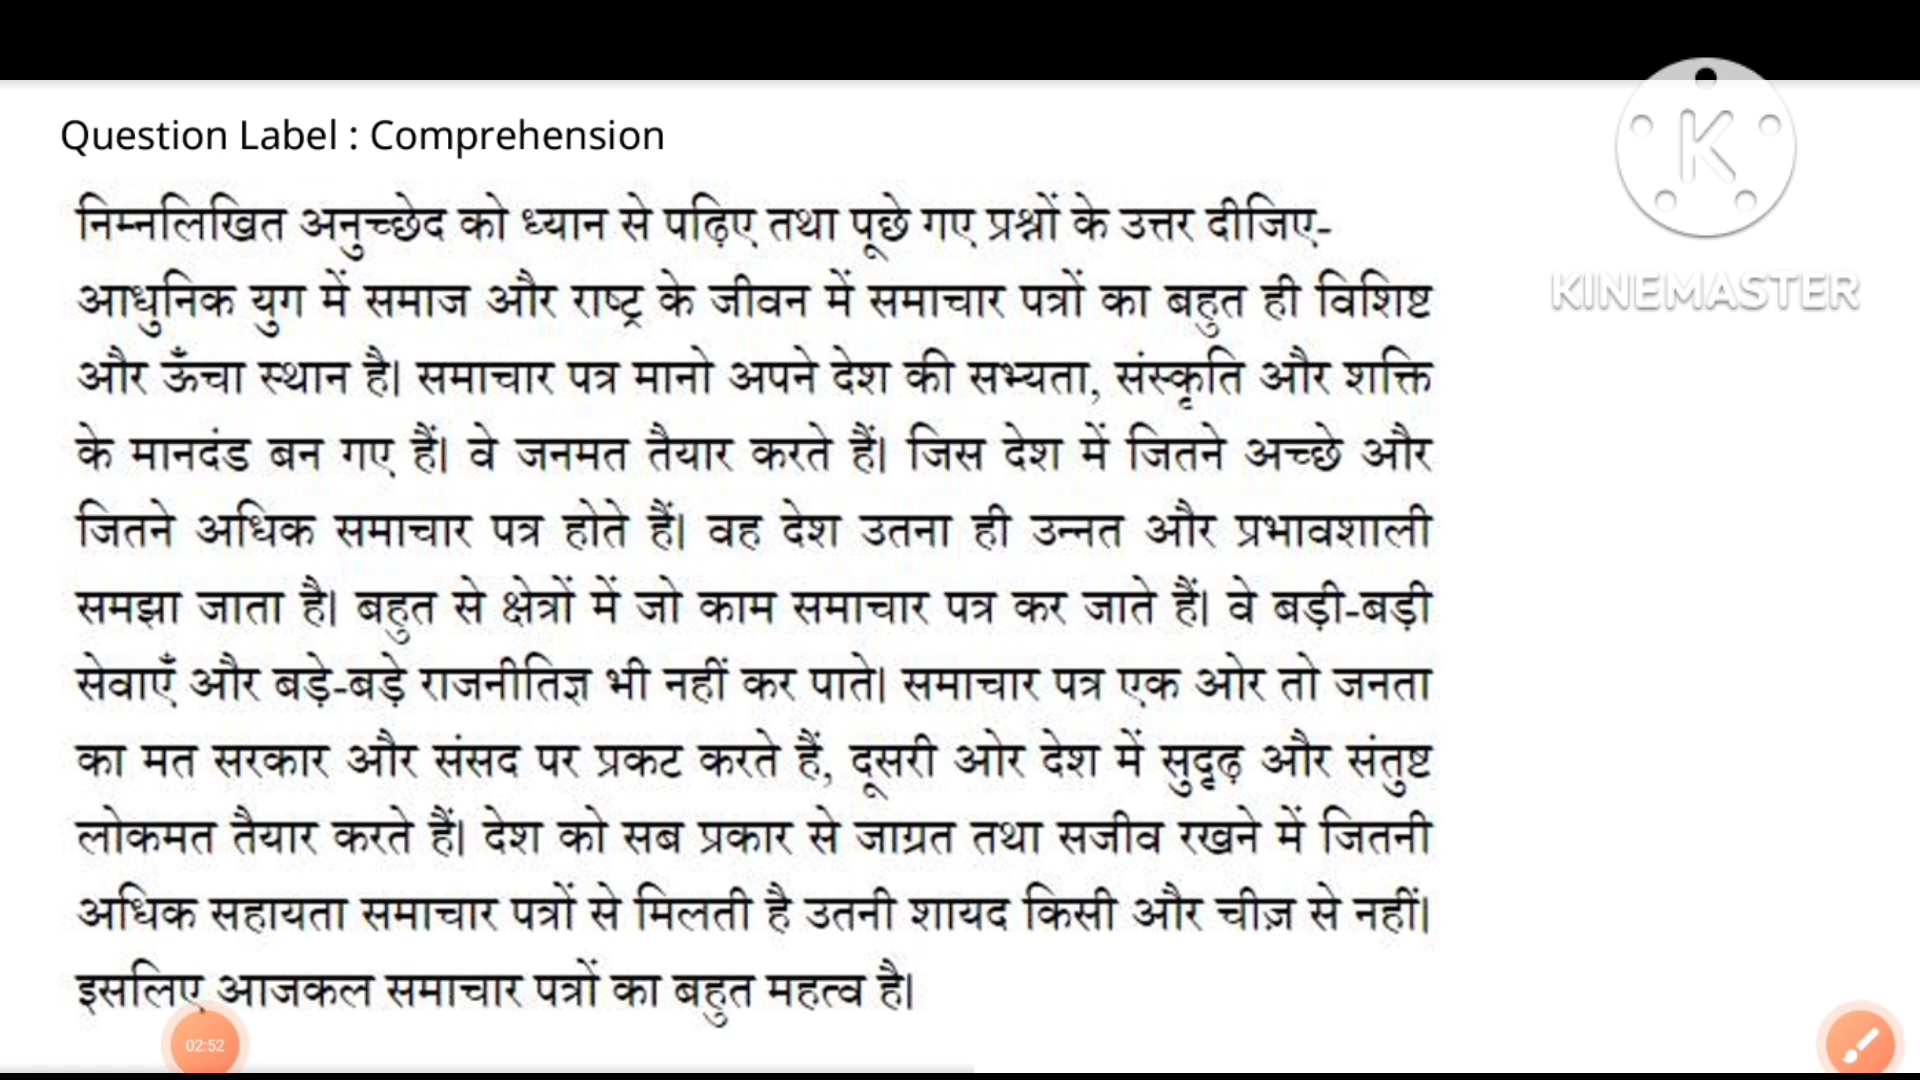 Question Label : Comprehension
K
KINEMASTER
निम्नलिखित अनुच्छेद को ध्यान से पढ़िए तथा पूछे गए प्रश्नों के उत्तर दीजिए-
आधुनिक युग में समाज और राष्ट्र के जीवन में समाचार पत्रों का बहुत ही विशिष्ट
और ऊँचा स्थान है। समाचार पत्र मानो अपने देश की सभ्यता, संस्कृति और शक्ति
के मानदंड बन गए हैं। वे जनमत तैयार करते हैं। जिस देश में जितने अच्छे और
जितने अधिक समाचार पत्र होते हैं। वह देश उतना ही उन्नत और प्रभावशाली
समझा जाता है। बहुत से क्षेत्रों में जो काम समाचार पत्र कर जाते हैं। वे बड़ी-बड़ी
सेवाएँ और बड़े-बड़े राजनीतिज्ञ भी नहीं कर पाते। समाचार पत्र एक ओर तो जनता
का मत सरकार और संसद पर प्रकट करते हैं, दूसरी ओर देश में सुदृढ़ और संतुष्ट
लोकमत तैयार करते हैं। देश को सब प्रकार से जाग्रत तथा सजीव रखने में जितनी
अधिक सहायता समाचार पत्रों से मिलती है उतनी शायद किसी और चीज़ से नहीं।
इसलिए आजकल समाचार पत्रों का बहुत महत्व है।
02:52